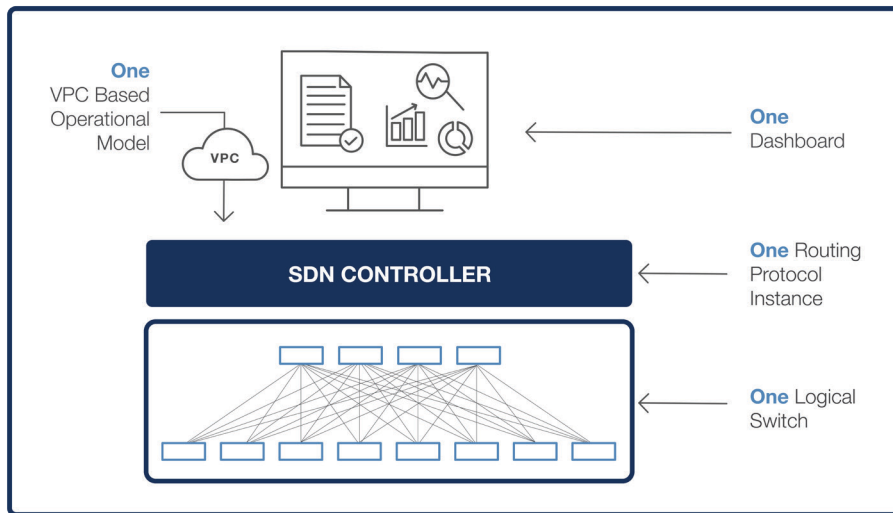 One
VPC Based
Operational
Model
VPC
One
Dashboard
SDN CONTROLLER
One Routing
Protocol
Instance
One Logical
Switch